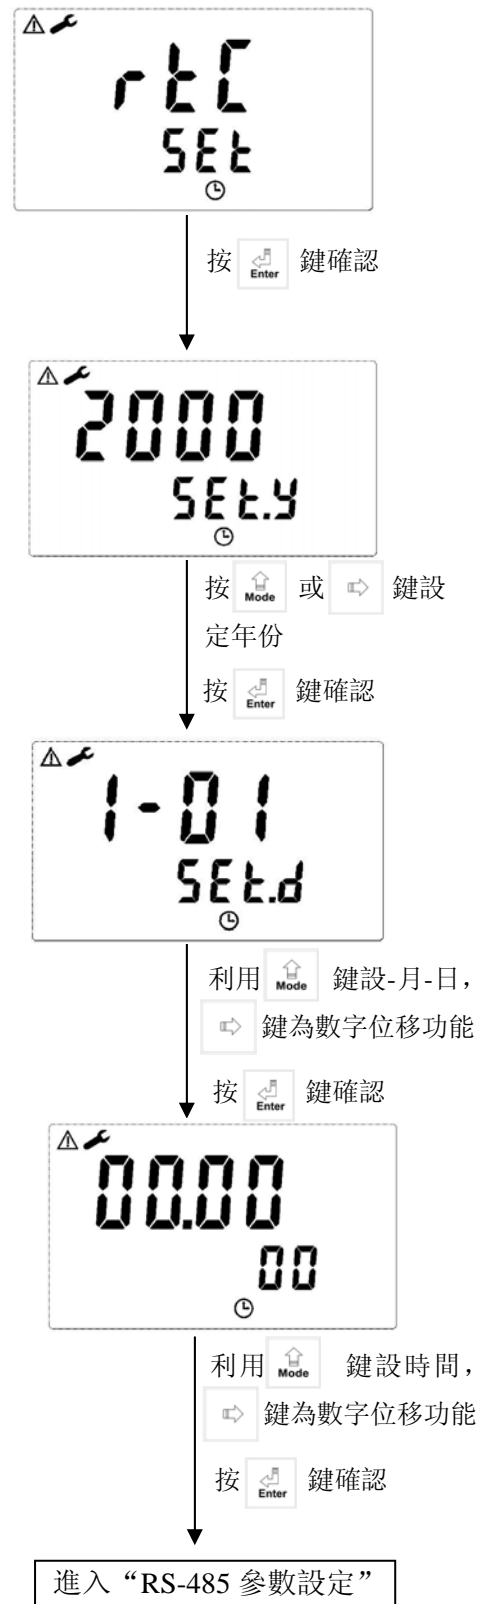 rtC
SEt
按 Enter 鍵確認
2000
SEt.y
按 Mode 或 鍵設
定年份
按 Enter 鍵確認
1-01
SEt.d
利用 Mode 鍵設-月-日，
鍵為數字位移功能
按 Enter 鍵確認
00.00
00
利用 Mode 鍵設時間，
鍵為數字位移功能
按 Enter 鍵確認
進入“RS-485 參數設定”